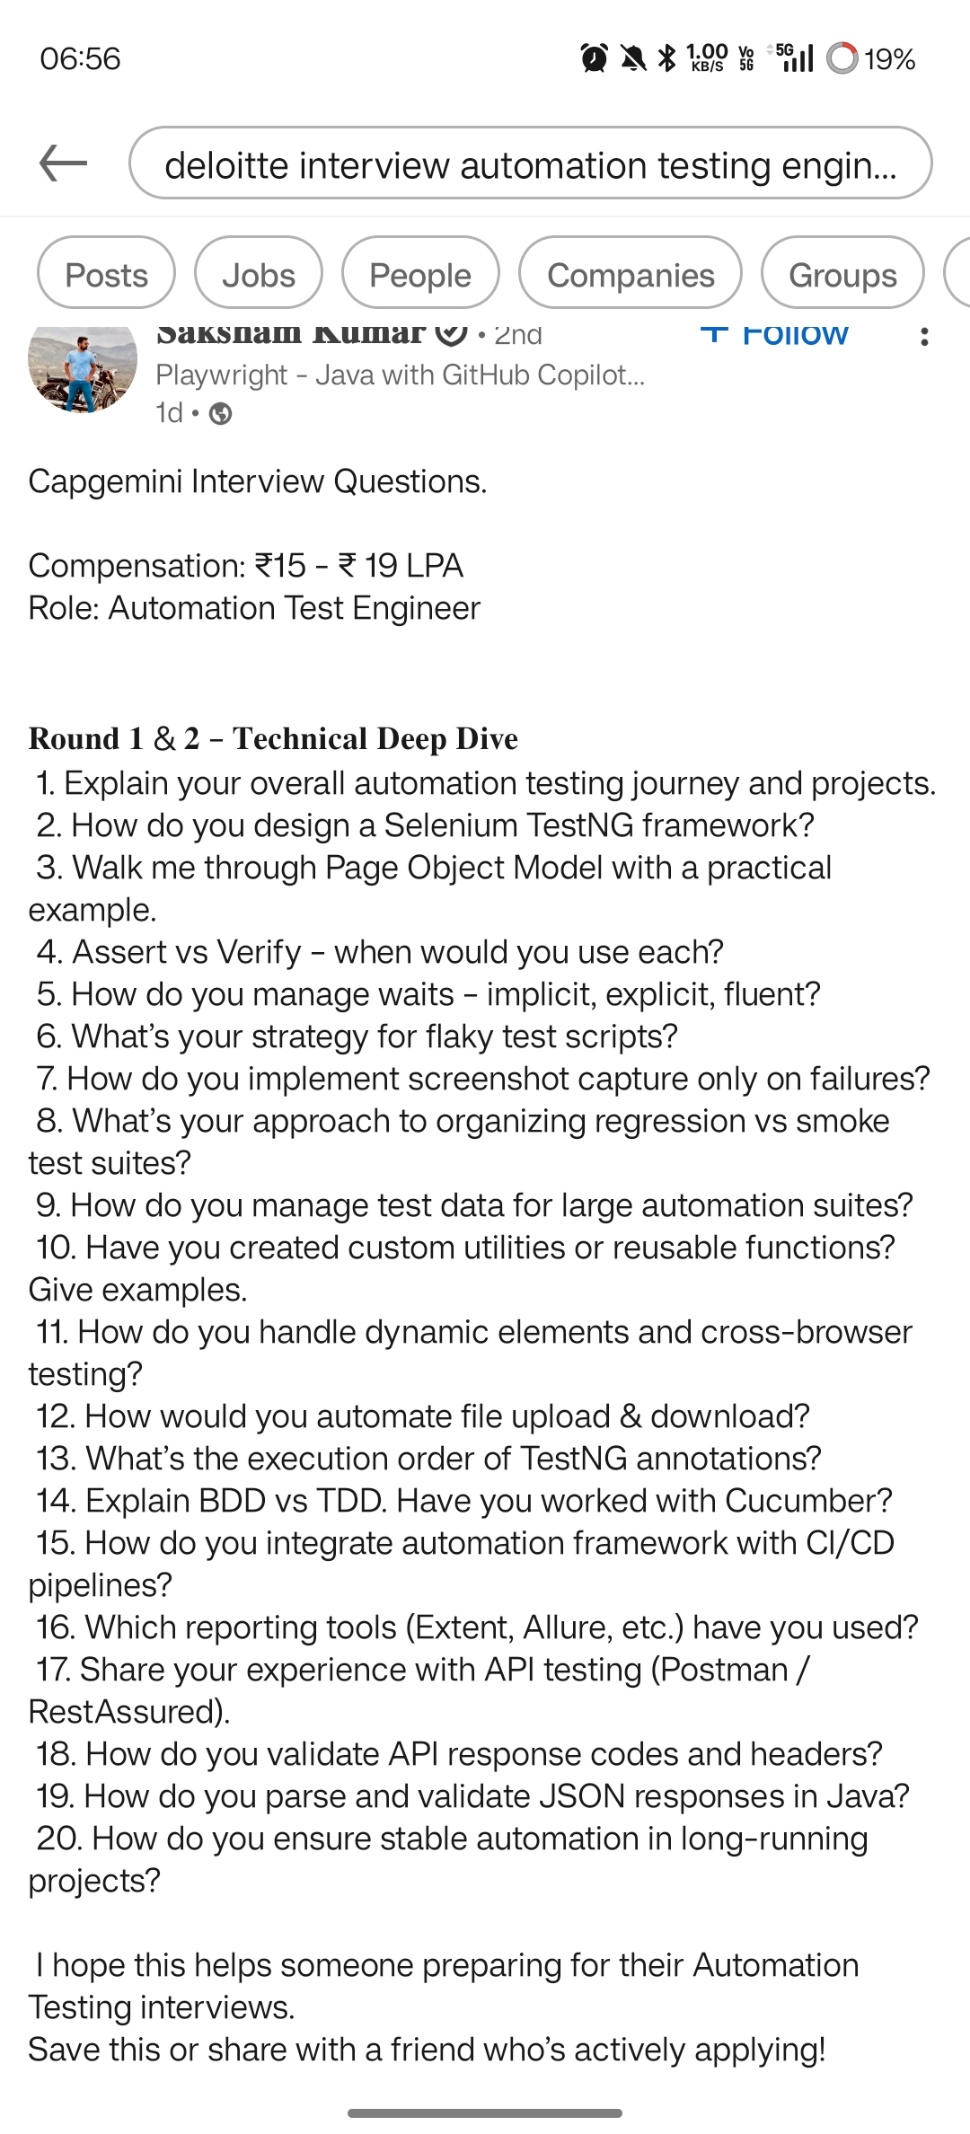 06:56
1.00 KB/S Vo 5G 5G 19%
deloitte interview automation testing engin...
Posts Jobs People Companies Groups
Saksham Kumar • 2nd + Follow
Playwright - Java with GitHub Copilot...
1d •
Capgemini Interview Questions.
Compensation: ₹15 - ₹ 19 LPA
Role: Automation Test Engineer
Round 1 & 2 – Technical Deep Dive
1. Explain your overall automation testing journey and projects.
2. How do you design a Selenium TestNG framework?
3. Walk me through Page Object Model with a practical
example.
4. Assert vs Verify – when would you use each?
5. How do you manage waits – implicit, explicit, fluent?
6. What’s your strategy for flaky test scripts?
7. How do you implement screenshot capture only on failures?
8. What’s your approach to organizing regression vs smoke
test suites?
9. How do you manage test data for large automation suites?
10. Have you created custom utilities or reusable functions?
Give examples.
11. How do you handle dynamic elements and cross-browser
testing?
12. How would you automate file upload & download?
13. What’s the execution order of TestNG annotations?
14. Explain BDD vs TDD. Have you worked with Cucumber?
15. How do you integrate automation framework with CI/CD
pipelines?
16. Which reporting tools (Extent, Allure, etc.) have you used?
17. Share your experience with API testing (Postman /
RestAssured).
18. How do you validate API response codes and headers?
19. How do you parse and validate JSON responses in Java?
20. How do you ensure stable automation in long-running
projects?
I hope this helps someone preparing for their Automation
Testing interviews.
Save this or share with a friend who’s actively applying!